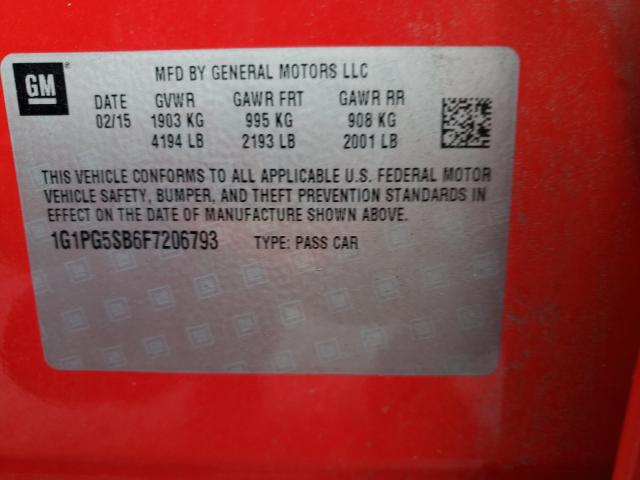 GM
MFD BY GENERAL MOTORS LLC
DATE GVWR GAWR FRT GAWR RR
02/15 1903 KG 995 KG 908 KG
4194 LB 2193 LB 2001 LB
THIS VEHICLE CONFORMS TO ALL APPLICABLE U.S. FEDERAL MOTOR
VEHICLE SAFETY, BUMPER, AND THEFT PREVENTION STANDARDS IN
EFFECT ON THE DATE OF MANUFACTURE SHOWN ABOVE.
1G1PG5SB6F7206793 TYPE: PASS CAR